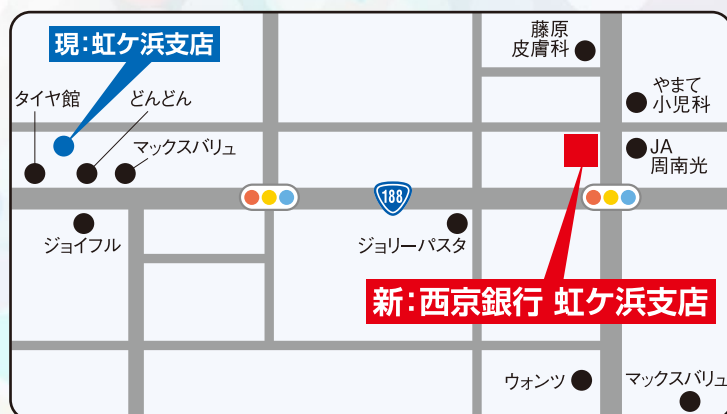 現:虹ケ浜支店
藤原
皮膚科
タイヤ館
どんどん
やまて
小児科
マックスバリュ
JA
周南光
188
ジョイフル
ジョリーパスタ
新:西京銀行 虹ケ浜支店
ウォンツ
マックスバリュ